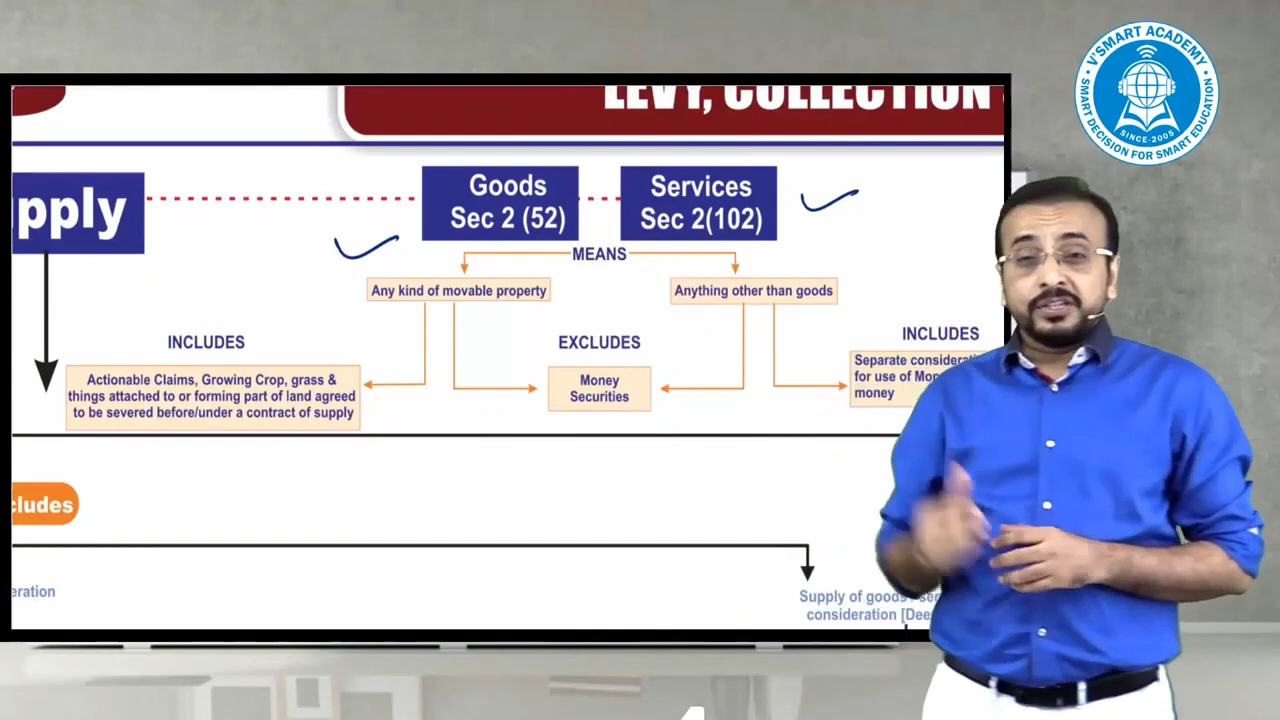 V'SMART ACADEMY
SMART DECISION FOR SMART EDUCATION
SINCE-2005
LEVY, COLLECTION
pply
Goods
Sec 2 (52)
Services
Sec 2(102)
MEANS
Any kind of movable property
Anything other than goods
INCLUDES
EXCLUDES
INCLUDES
Actionable Claims, Growing Crop, grass &
things attached to or forming part of land agreed
to be severed before/under a contract of supply
Money
Securities
Separate considerati
for use of Mon
money
cludes
eration
Supply of goods / ser
consideration [Dee